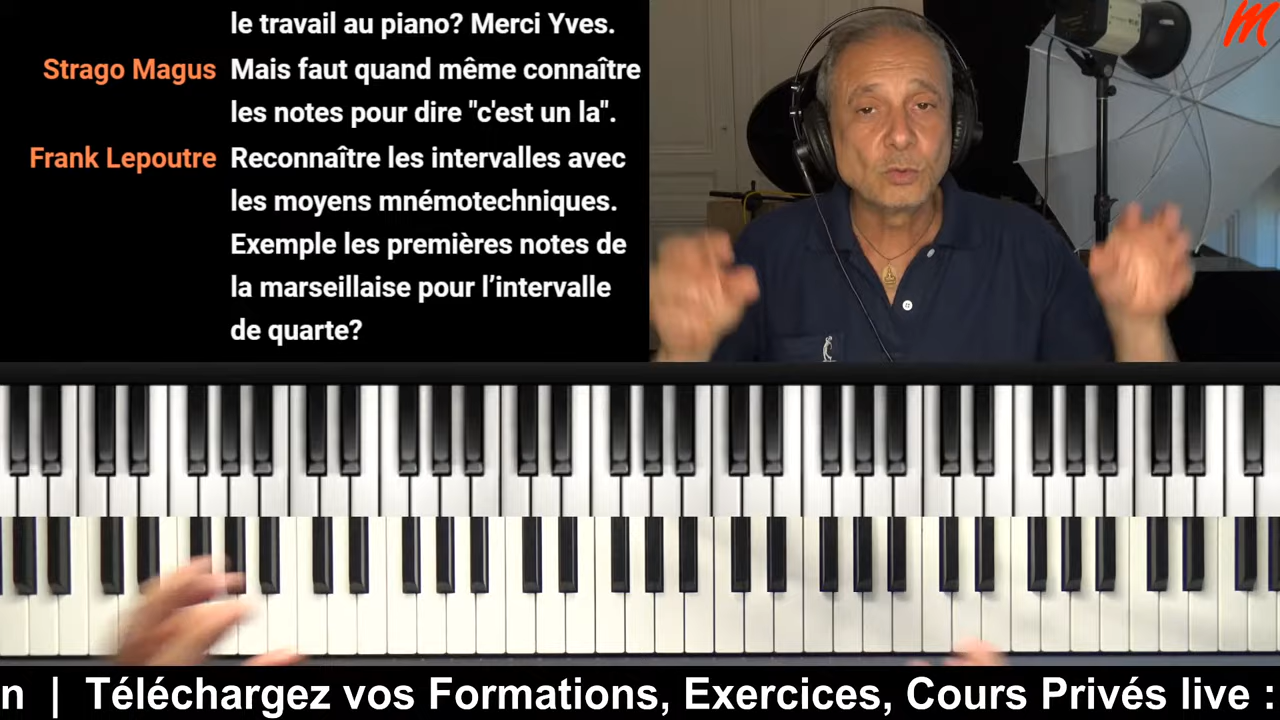 le travail au piano? Merci Yves.
Strago Magus Mais faut quand même connaître
les notes pour dire "c'est un la".
Frank Lepoutre Reconnaître les intervalles avec
les moyens mnémotechniques.
Exemple les premières notes de
la marseillaise pour l’intervalle
de quarte?
M
n | Téléchargez vos Formations, Exercices, Cours Privés live :